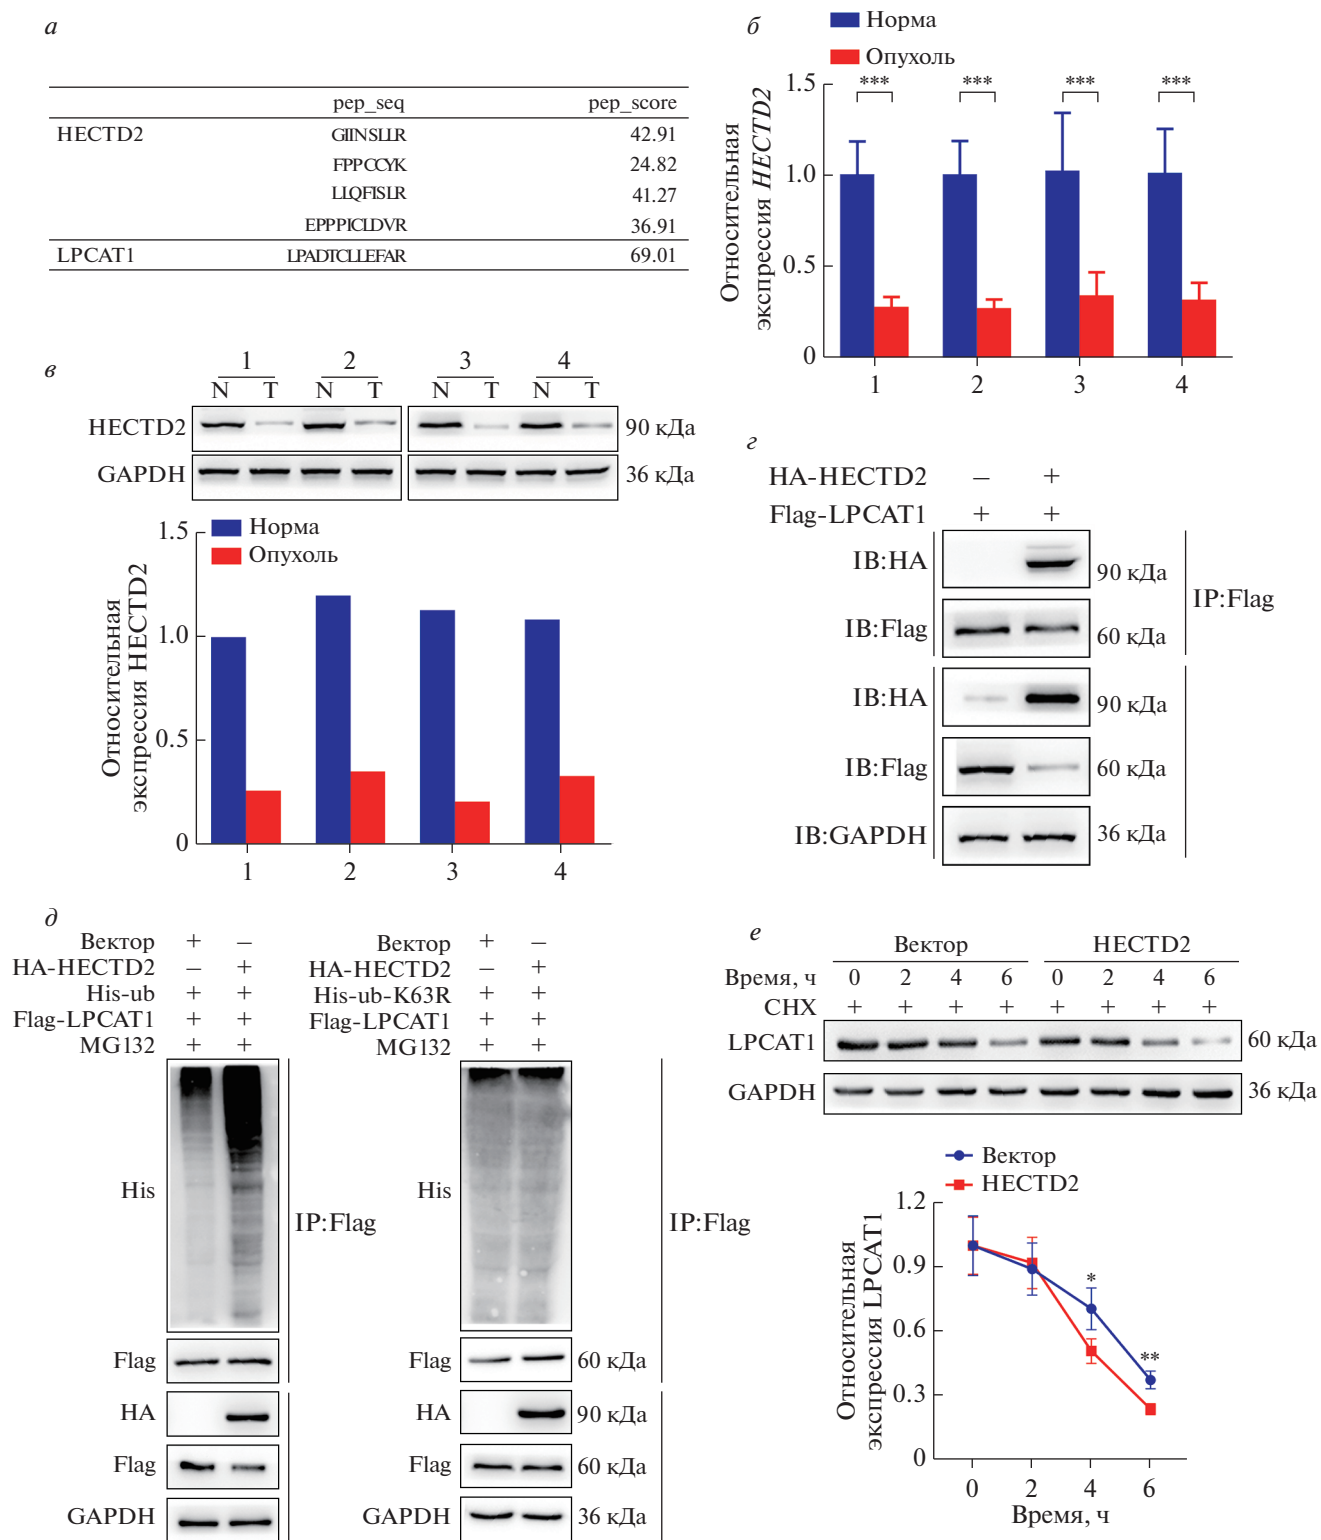 а
pep_seq pep_score
HECTD2 GIINSLLR 42.91
FPPCCYK 24.82
LLQFISLR 41.27
EPPPICLDVR 36.91
LPCAT1 LPADTCLLEFAR 69.01
б
Норма
Опухоль
Относительная
экспрессия HECTD2
1.5
1.0
0.5
0
*** *** *** ***
1 2 3 4
в
1 2 3 4
N T N T N T N T
HECTD2 90 кДа
GAPDH 36 кДа
Норма
Опухоль
Относительная
экспрессия HECTD2
1.5
1.0
0.5
0
1 2 3 4
г
HA-HECTD2 – +
Flag-LPCAT1 + +
IB:HA 90 кДа
IB:Flag 60 кДа
IP:Flag
IB:HA 90 кДа
IB:Flag 60 кДа
IB:GAPDH 36 кДа
д
Вектор + –
HA-HECTD2 – +
His-ub + +
Flag-LPCAT1 + +
MG132 + +
His
IP:Flag
Flag
HA
Flag
GAPDH
Вектор + –
HA-HECTD2 – +
His-ub-K63R + +
Flag-LPCAT1 + +
MG132 + +
His
IP:Flag
Flag 60 кДа
HA 90 кДа
Flag 60 кДа
GAPDH 36 кДа
е
Вектор HECTD2
Время, ч 0 2 4 6 0 2 4 6
CHX + + + + + + + +
LPCAT1 60 кДа
GAPDH 36 кДа
Вектор
HECTD2
Относительная
экспрессия LPCAT1
1.2
0.9
0.6
0.3
0
*
**
0 2 4 6
Время, ч